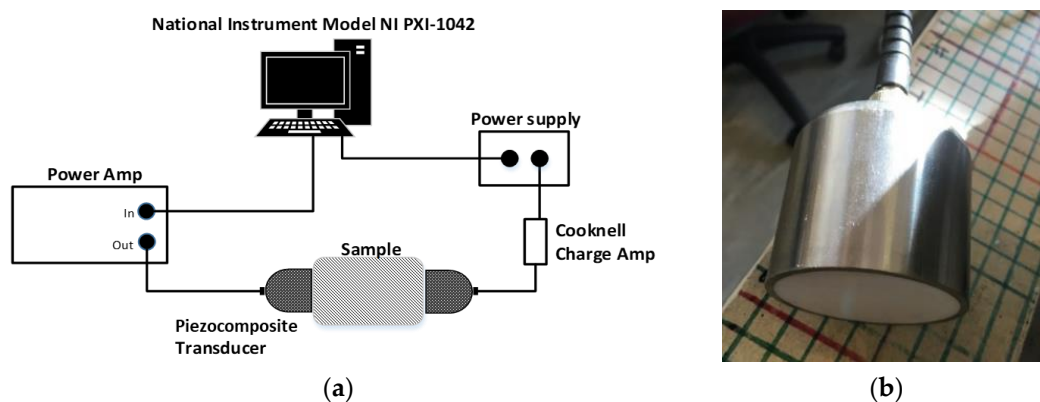 National Instrument Model NI PXI-1042
Power supply
Power Amp
In
Out
Cooknell
Charge Amp
Sample
Piezocomposite
Transducer
(a)
(b)